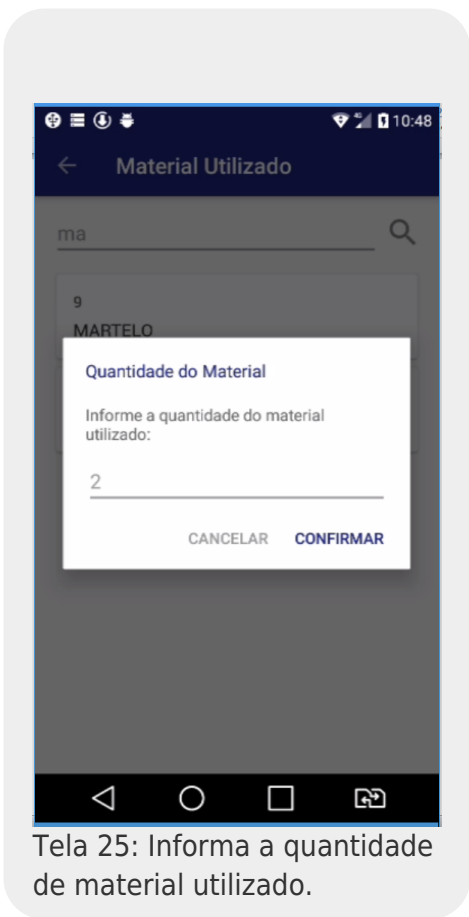 10:48
Material Utilizado
ma
9
MARTELO
Quantidade do Material
Informe a quantidade do material
utilizado:
2
CANCELAR CONFIRMAR
Tela 25: Informa a quantidade
de material utilizado.